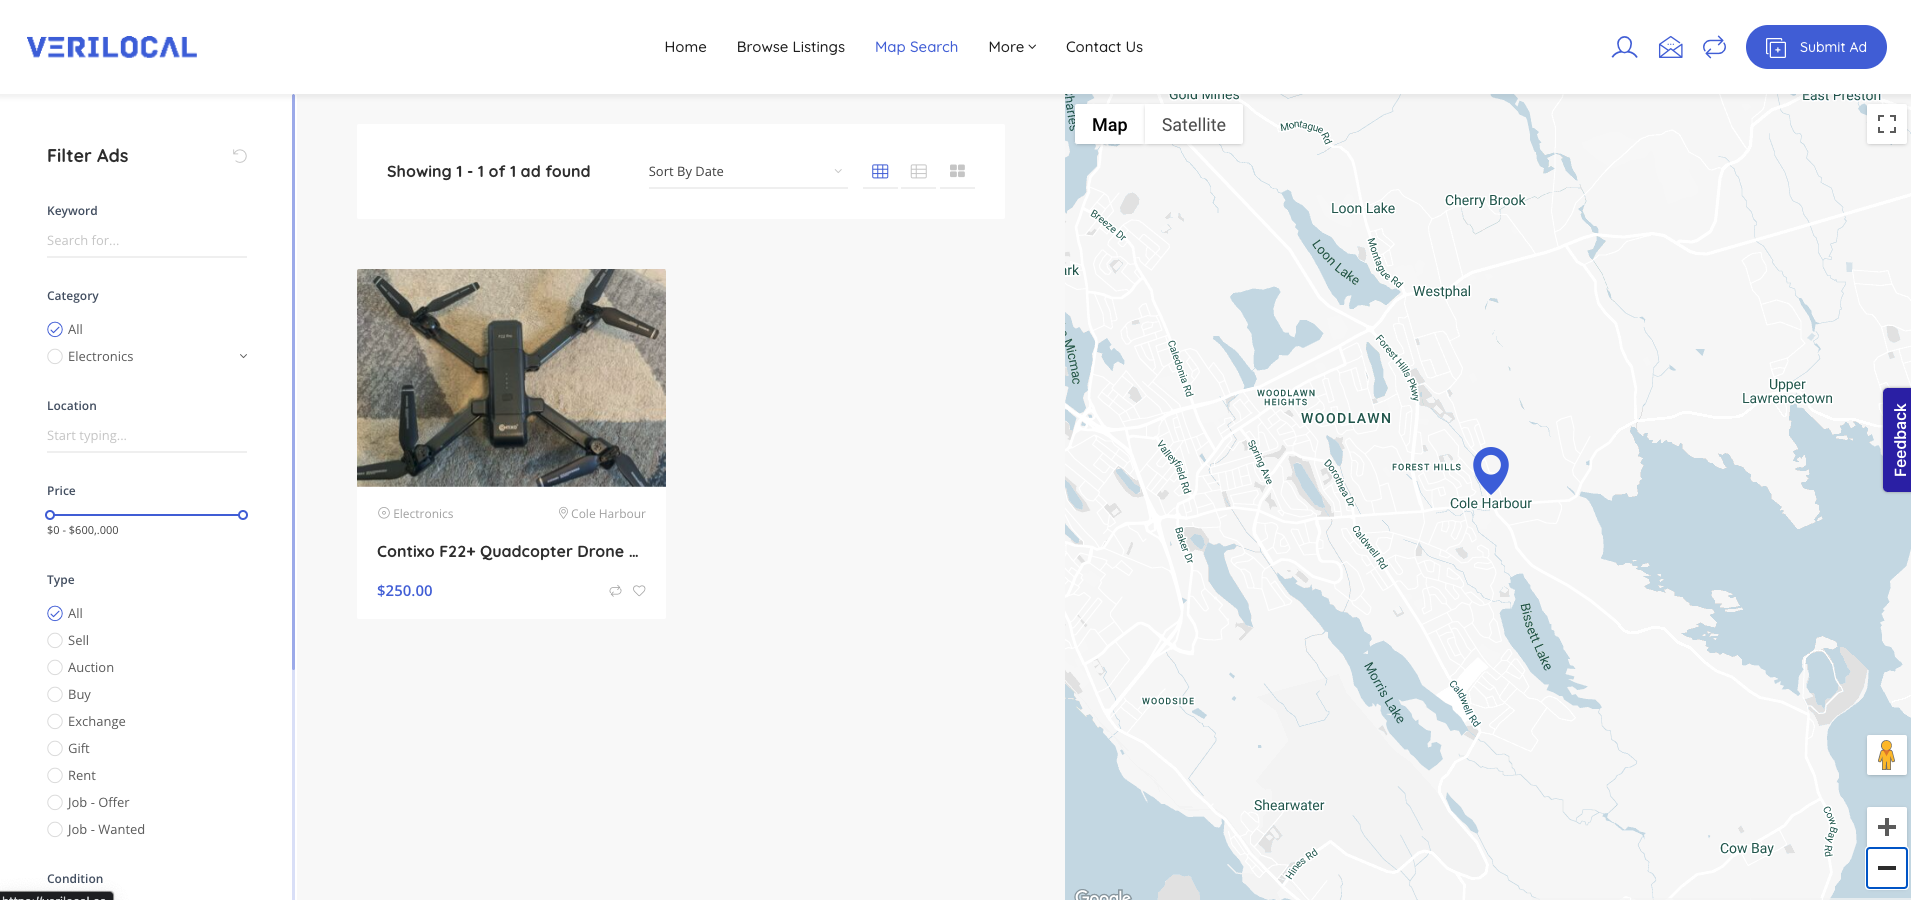 VERILOCAL
Home
Browse Listings
Map Search
More
Contact Us
Submit Ad
Filter Ads
Keyword
Search for...
Category
All
Electronics
Location
Start typing...
Price
$0 - $600,.000
Type
All
Sell
Auction
Buy
Exchange
Gift
Rent
Job - Offer
Job - Wanted
Condition
Showing 1 - 1 of 1 ad found
Sort By Date
Electronics
Cole Harbour
Contixo F22+ Quadcopter Drone ...
$250.00
Map
Satellite
Gold Mines
East Preston
Montague Rd
Loon Lake
Cherry Brook
Breeze Dr
Loon Lake
Montague Rd
Westphal
Micmac
Caledonia Rd
Forest Hills Pkwy
WOODLAWN
HEIGHTS
WOODLAWN
Upper
Lawrencetown
Valleyfield Rd
Spring Ave
Dorothea Dr
FOREST HILLS
Cole Harbour
Feedback
Baker Dr
Caldwell Rd
Bissett Lake
Morris Lake
Caldwell Rd
WOODSIDE
Shearwater
Hines Rd
Cow Bay Rd
Cow Bay
Google